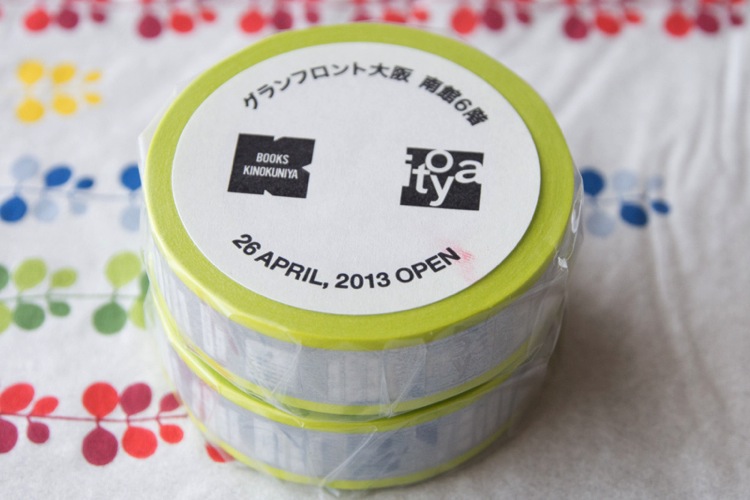 グランフロント大阪 南館6階
BOOKS
KINOKUNIYA
itoya
26 APRIL, 2013 OPEN